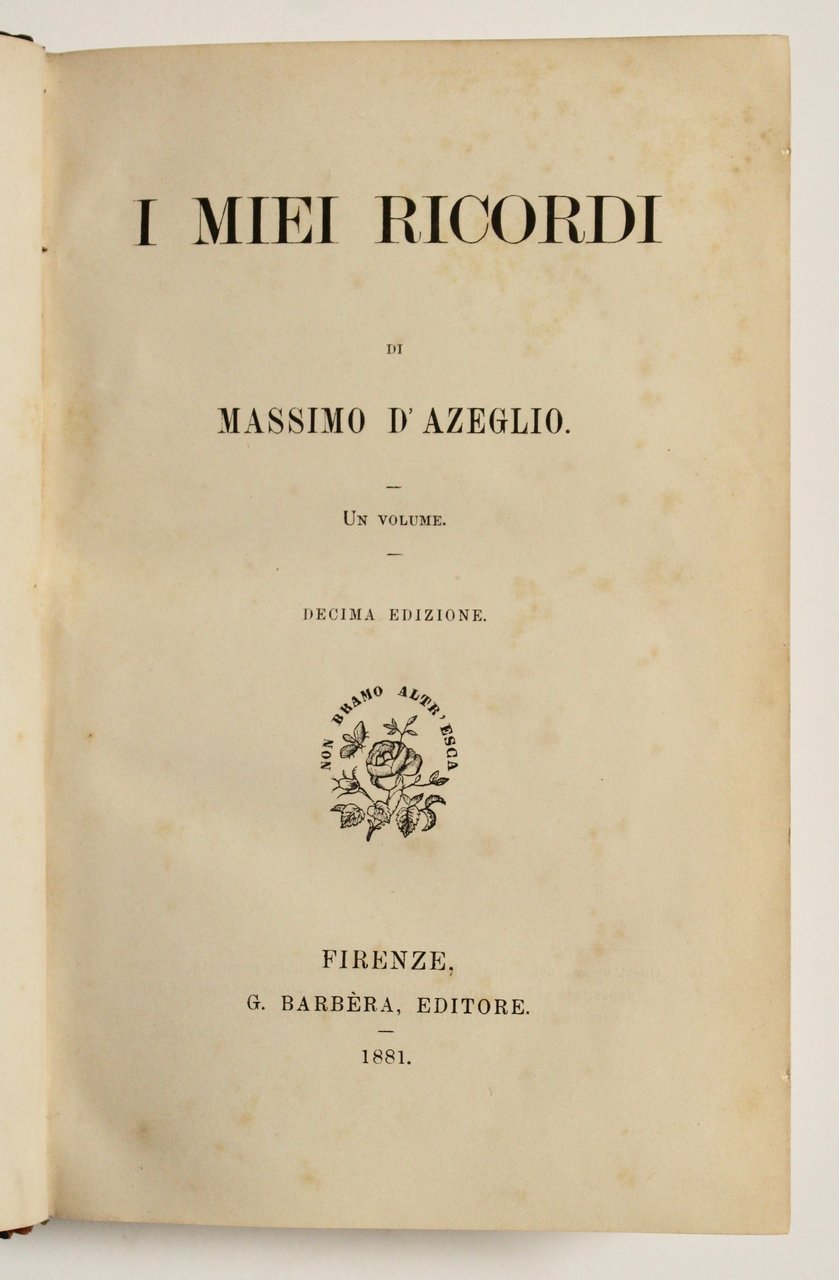 I MIEI RICORDI
DI
MASSIMO D'AZEGLIO.
UN VOLUME.
DECIMA EDIZIONE.
NON BRAMO ALTR'ESCA
FIRENZE,
G. BARBÈRA, EDITORE.
1881.